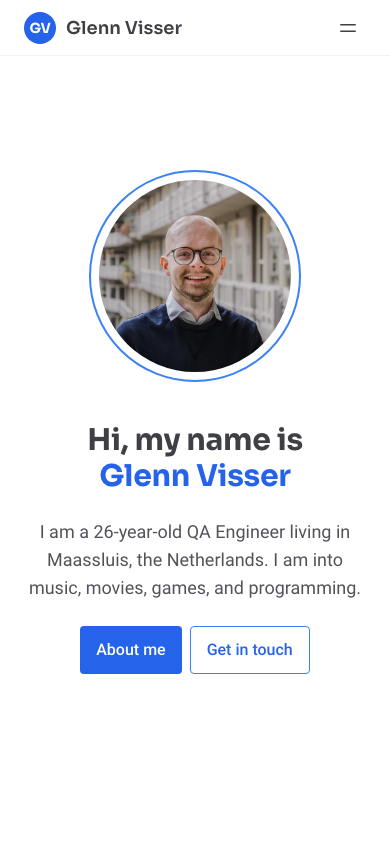 GV Glenn Visser
Hi, my name is
Glenn Visser
I am a 26-year-old QA Engineer living in
Maassluis, the Netherlands. I am into
music, movies, games, and programming.
About me Get in touch